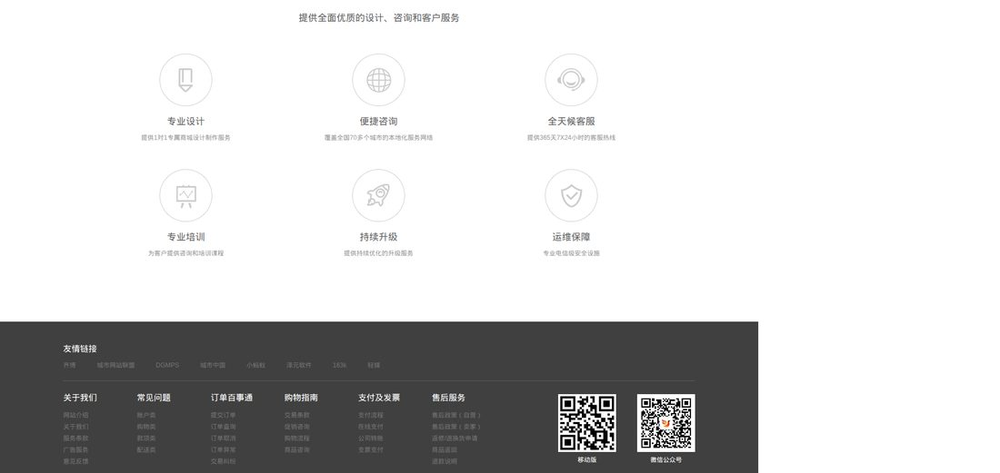 提供全面优质的设计、咨询和客户服务
专业设计 便捷咨询 全天候客服
提供1对1专属商城设计制作服务 覆盖全国70多个城市的本地化服务网络 提供365天7X24小时的客服热线
专业培训 持续升级 运维保障
为客户提供咨询和培训课程 提供持续优化的升级服务 专业电信级安全设施
友情链接
齐博 城市网站联盟 DGMPS 城市中国 小蚂蚁 泽元软件 163k 轻蝶
关于我们 常见问题 订单百事通 购物指南 支付及发票 售后服务
网站介绍 账户类 提交订单 交易条款 支付流程 售后政策（自营）
关于我们 购物类 订单查询 促销咨询 在线支付 售后政策（卖家）
服务条款 款项类 订单取消 购物流程 公司转账 返修/退换货申请
广告服务 配送类 订单异常 商品咨询 支票支付 商品返回
意见反馈 交易纠纷 退款说明
移动版 微信公众号